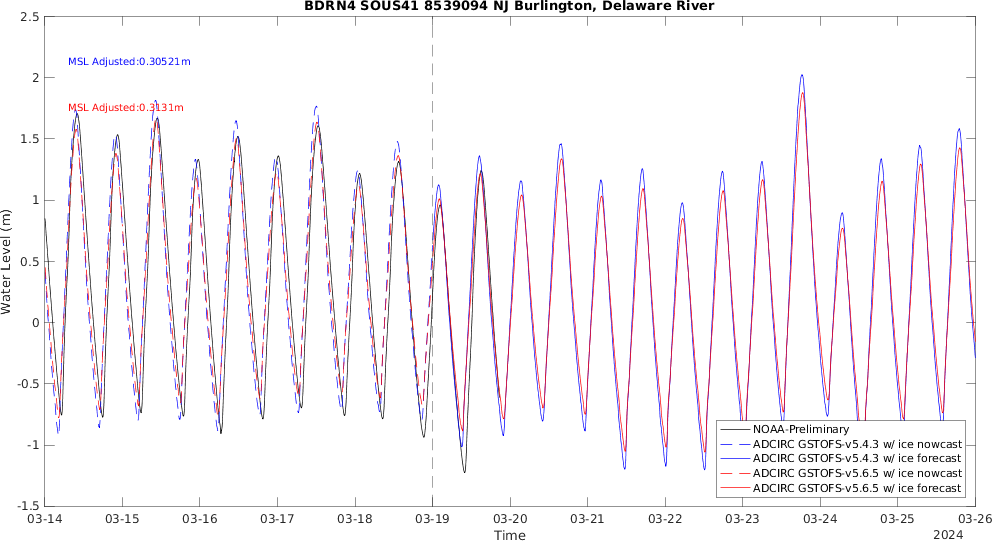 BDRN4 SOUS41 8539094 NJ Burlington, Delaware River
2.5
2
1.5
1
0.5
0
-0.5
-1
-1.5
Water Level (m)
MSL Adjusted:0.30521m
MSL Adjusted:0.3131m
NOAA-Preliminary
ADCIRC GSTOFS-v5.4.3 w/ ice nowcast
ADCIRC GSTOFS-v5.4.3 w/ ice forecast
ADCIRC GSTOFS-v5.6.5 w/ ice nowcast
ADCIRC GSTOFS-v5.6.5 w/ ice forecast
03-14 03-15 03-16 03-17 03-18 03-19 03-20 03-21 03-22 03-23 03-24 03-25 03-26
Time
2024